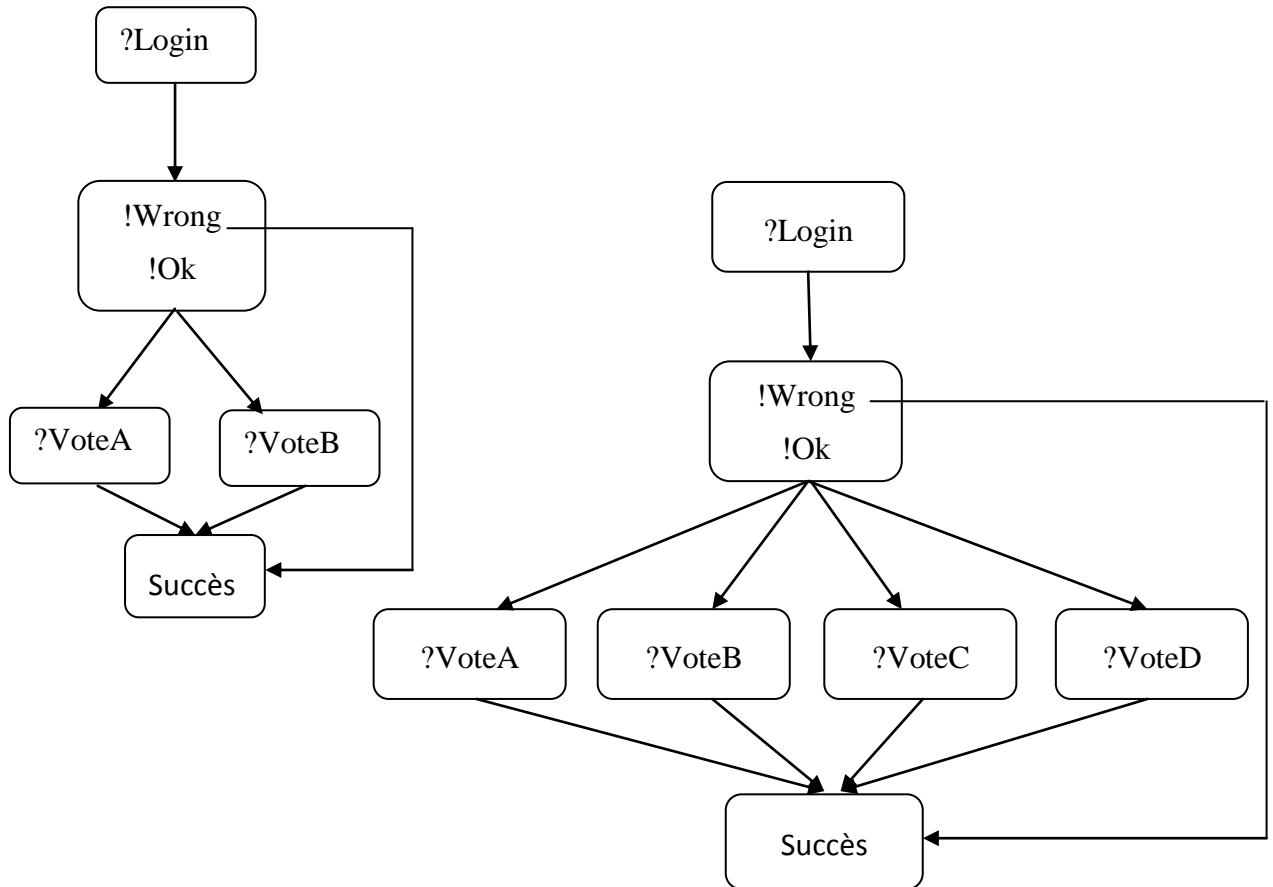 ?Login
!Wrong
!Ok
?VoteA
?VoteB
Succès
?Login
!Wrong
!Ok
?VoteA
?VoteB
?VoteC
?VoteD
Succès